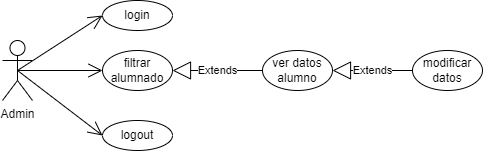 login
filtrar
alumnado
Extends
ver datos
alumno
Extends
modificar
datos
Admin
logout